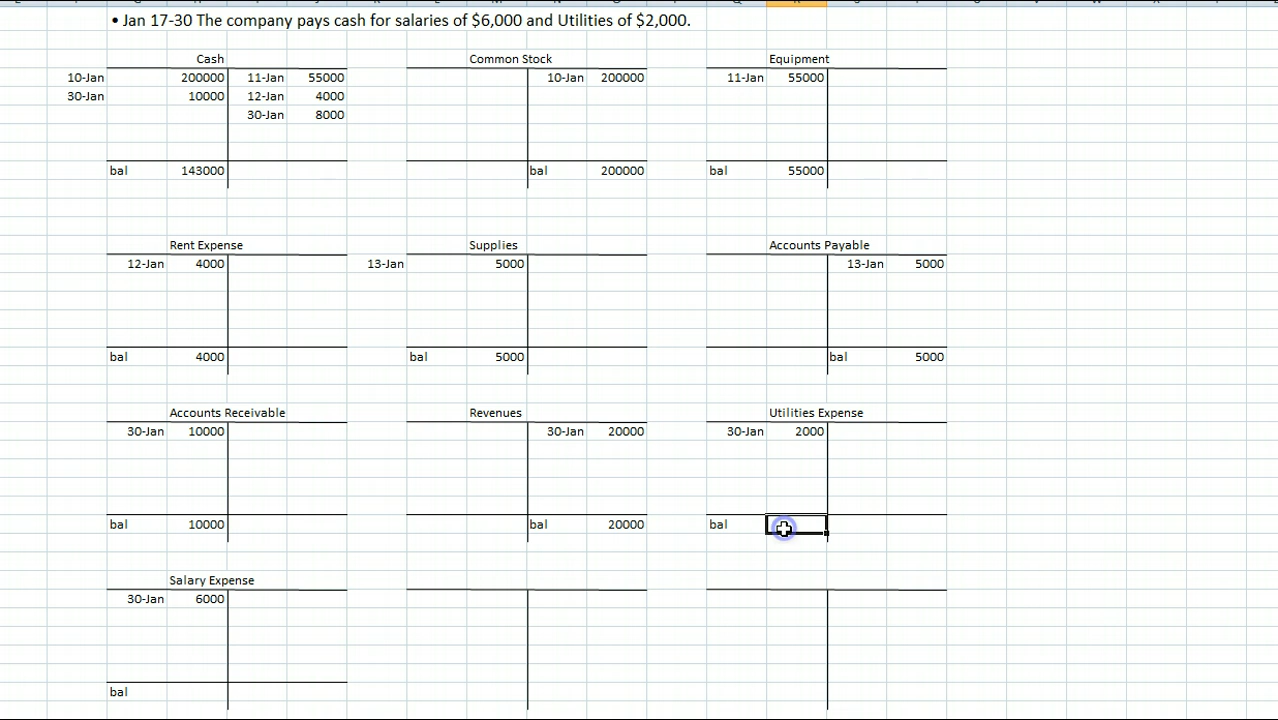 • Jan 17-30 The company pays cash for salaries of $6,000 and Utilities of $2,000.
Cash Common Stock Equipment
10-Jan 200000 11-Jan 55000 10-Jan 200000 11-Jan 55000
30-Jan 10000 12-Jan 4000
30-Jan 8000
bal 143000 bal 200000 bal 55000
Rent Expense Supplies Accounts Payable
12-Jan 4000 13-Jan 5000 13-Jan 5000
bal 4000 bal 5000 bal 5000
Accounts Receivable Revenues Utilities Expense
30-Jan 10000 30-Jan 20000 30-Jan 2000
bal 10000 bal 20000 bal
Salary Expense
30-Jan 6000
bal